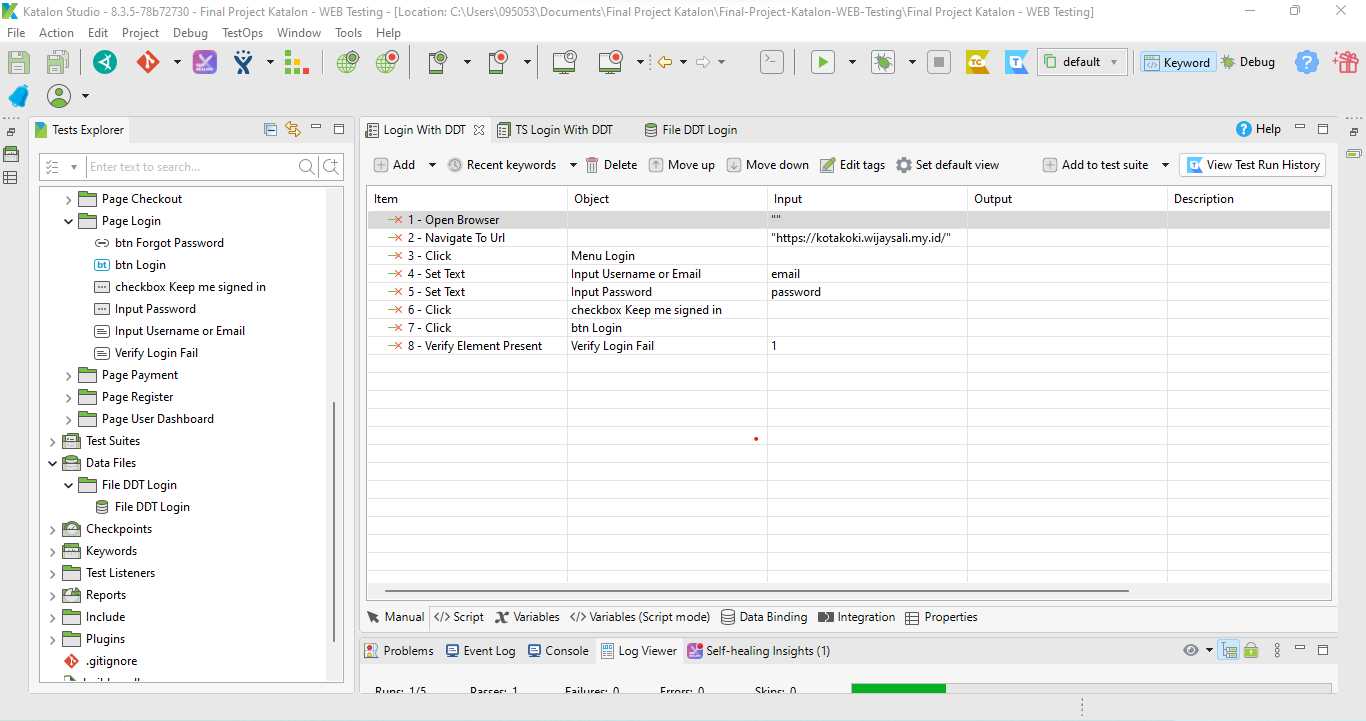 Katalon Studio - 8.3.5-78b72730 - Final Project Katalon - WEB Testing - [Location: C:\Users\095053\Documents\Final Project Katalon\Final-Project-Katalon-WEB-Testing\Final Project Katalon - WEB Testing]
File Action Edit Project Debug TestOps Window Tools Help
default Keyword Debug
Tests Explorer
Enter text to search...
Page Checkout
Page Login
btn Forgot Password
bt btn Login
checkbox Keep me signed in
Input Password
Input Username or Email
Verify Login Fail
Page Payment
Page Register
Page User Dashboard
Test Suites
Data Files
File DDT Login
File DDT Login
Checkpoints
Keywords
Test Listeners
Reports
Include
Plugins
.gitignore
Login With DDT TS Login With DDT File DDT Login Help
Add Recent keywords Delete Move up Move down Edit tags Set default view Add to test suite View Test Run History
Item Object Input Output Description
1 - Open Browser ""
2 - Navigate To Url "https://kotakoki.wijaysali.my.id/"
3 - Click Menu Login
4 - Set Text Input Username or Email email
5 - Set Text Input Password password
6 - Click checkbox Keep me signed in
7 - Click btn Login
8 - Verify Element Present Verify Login Fail 1
Manual </> Script Variables </> Variables (Script mode) Data Binding Integration Properties
Problems Event Log Console Log Viewer Self-healing Insights (1)
Runs: 1/5 Passes: 1 Failures: 0 Errors: 0 Skips: 0